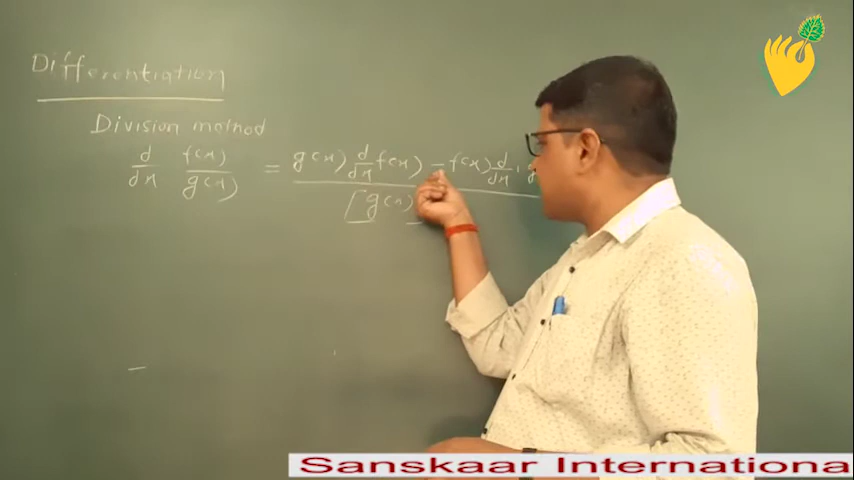 Differentiation
Division method
d/dx f(x)/g(x) = g(x) d/dx f(x) - f(x) d/dx g / [g(x)
Sanskaar Internationa